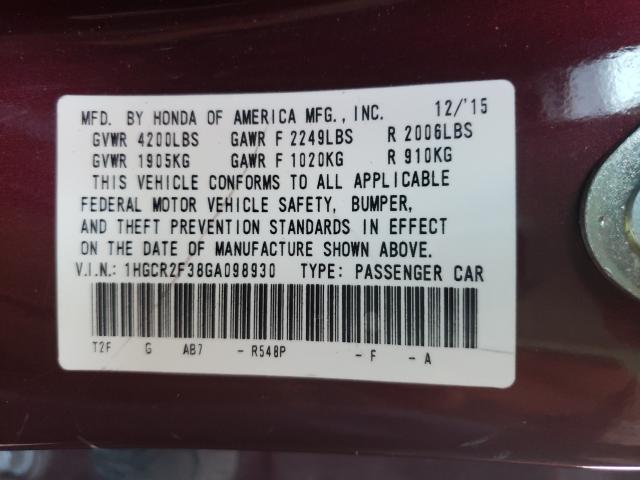 MFD. BY HONDA OF AMERICA MFG., INC. 12/'15
GVWR 4200LBS GAWR F 2249LBS R 2006LBS
GVWR 1905KG GAWR F 1020KG R 910KG
THIS VEHICLE CONFORMS TO ALL APPLICABLE
FEDERAL MOTOR VEHICLE SAFETY, BUMPER,
AND THEFT PREVENTION STANDARDS IN EFFECT
ON THE DATE OF MANUFACTURE SHOWN ABOVE.
V.I.N.: 1HGCR2F38GA098930 TYPE: PASSENGER CAR
T2F G AB7 - R548P - F - A